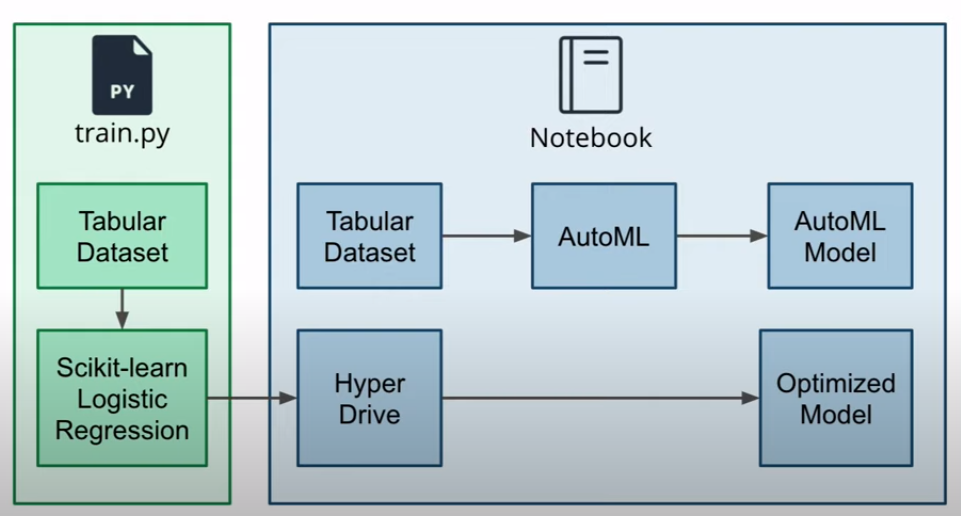 PY
train.py
Tabular
Dataset
Scikit-learn
Logistic
Regression
Notebook
Tabular
Dataset
AutoML
AutoML
Model
Hyper
Drive
Optimized
Model